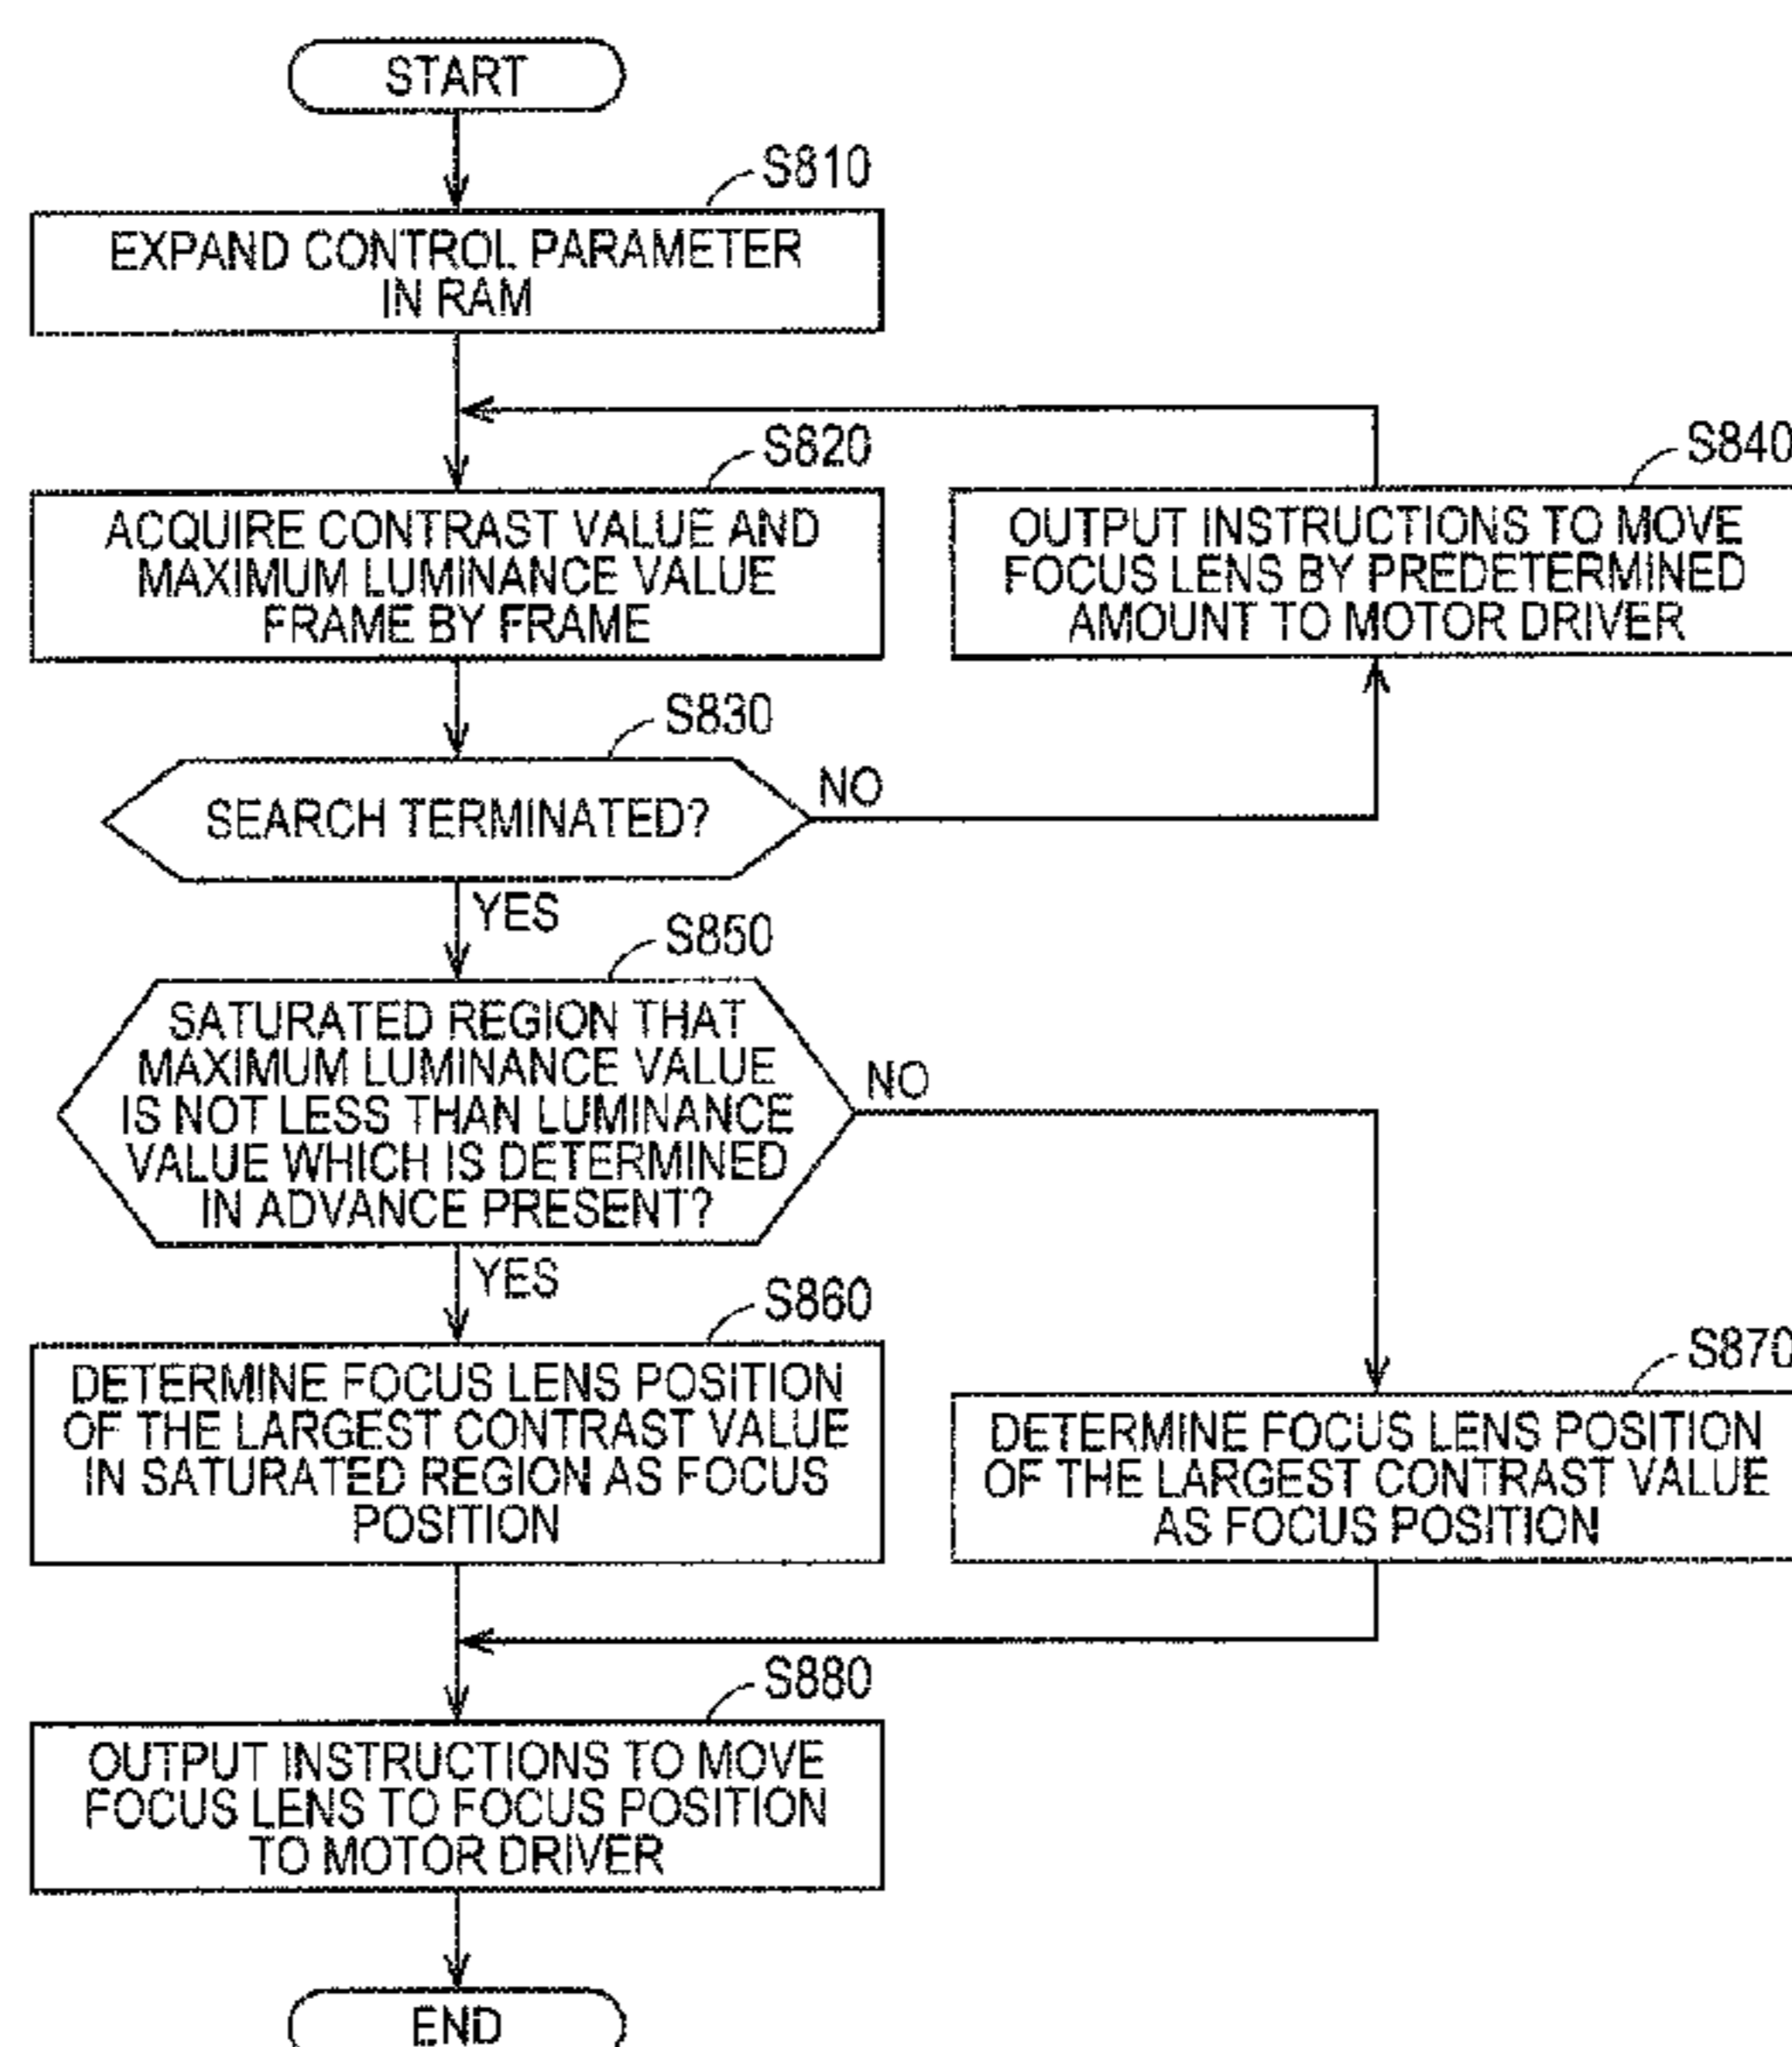 START
S810
EXPAND CONTROL PARAMETER
IN RAM
S820
ACQUIRE CONTRAST VALUE AND
MAXIMUM LUMINANCE VALUE
FRAME BY FRAME
S840
OUTPUT INSTRUCTIONS TO MOVE
FOCUS LENS BY PREDETERMINED
AMOUNT TO MOTOR DRIVER
S830
SEARCH TERMINATED?
NO
YES
S850
SATURATED REGION THAT
MAXIMUM LUMINANCE VALUE
IS NOT LESS THAN LUMINANCE
VALUE WHICH IS DETERMINED
IN ADVANCE PRESENT?
NO
YES
S860
DETERMINE FOCUS LENS POSITION
OF THE LARGEST CONTRAST VALUE
IN SATURATED REGION AS FOCUS
POSITION
S870
DETERMINE FOCUS LENS POSITION
OF THE LARGEST CONTRAST VALUE
AS FOCUS POSITION
S880
OUTPUT INSTRUCTIONS TO MOVE
FOCUS LENS TO FOCUS POSITION
TO MOTOR DRIVER
END